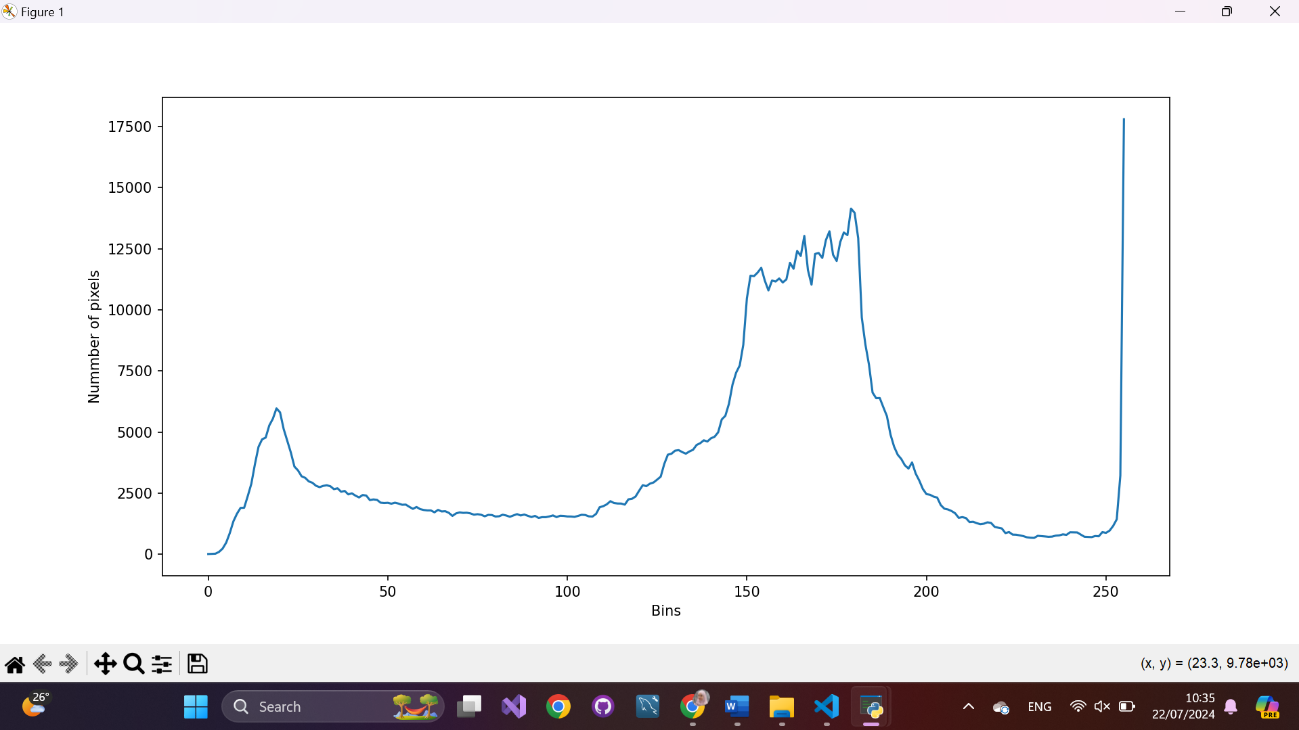 Figure 1
17500
15000
12500
10000
7500
5000
2500
0
Nummber of pixels
0 50 100 150 200 250
Bins
(x, y) = (23.3, 9.78e+03)
26°
Search
W
ENG
10:35
22/07/2024
PRE